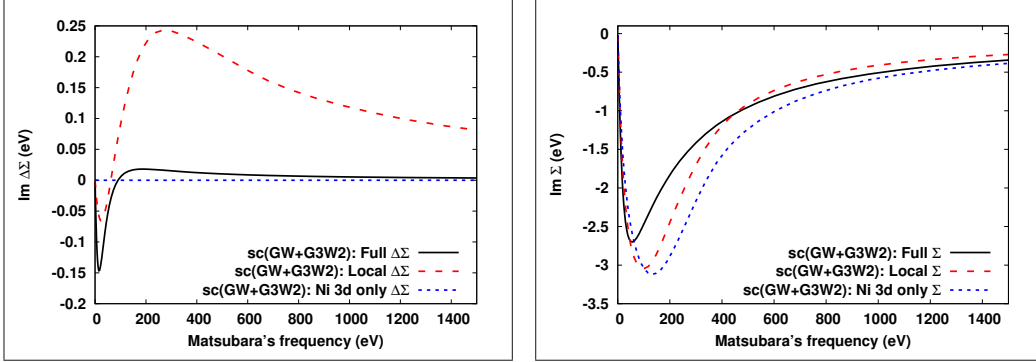 0.25
0.2
0.15
0.1
0.05
0
-0.05
-0.1
-0.15
-0.2
0 200 400 600 800 1000 1200 1400
Im ΔΣ (eV)
Matsubara's frequency (eV)
sc(GW+G3W2): Full ΔΣ
sc(GW+G3W2): Local ΔΣ
sc(GW+G3W2): Ni 3d only ΔΣ
0
-0.5
-1
-1.5
-2
-2.5
-3
-3.5
0 200 400 600 800 1000 1200 1400
Im Σ (eV)
Matsubara's frequency (eV)
sc(GW+G3W2): Full Σ
sc(GW+G3W2): Local Σ
sc(GW+G3W2): Ni 3d only Σ